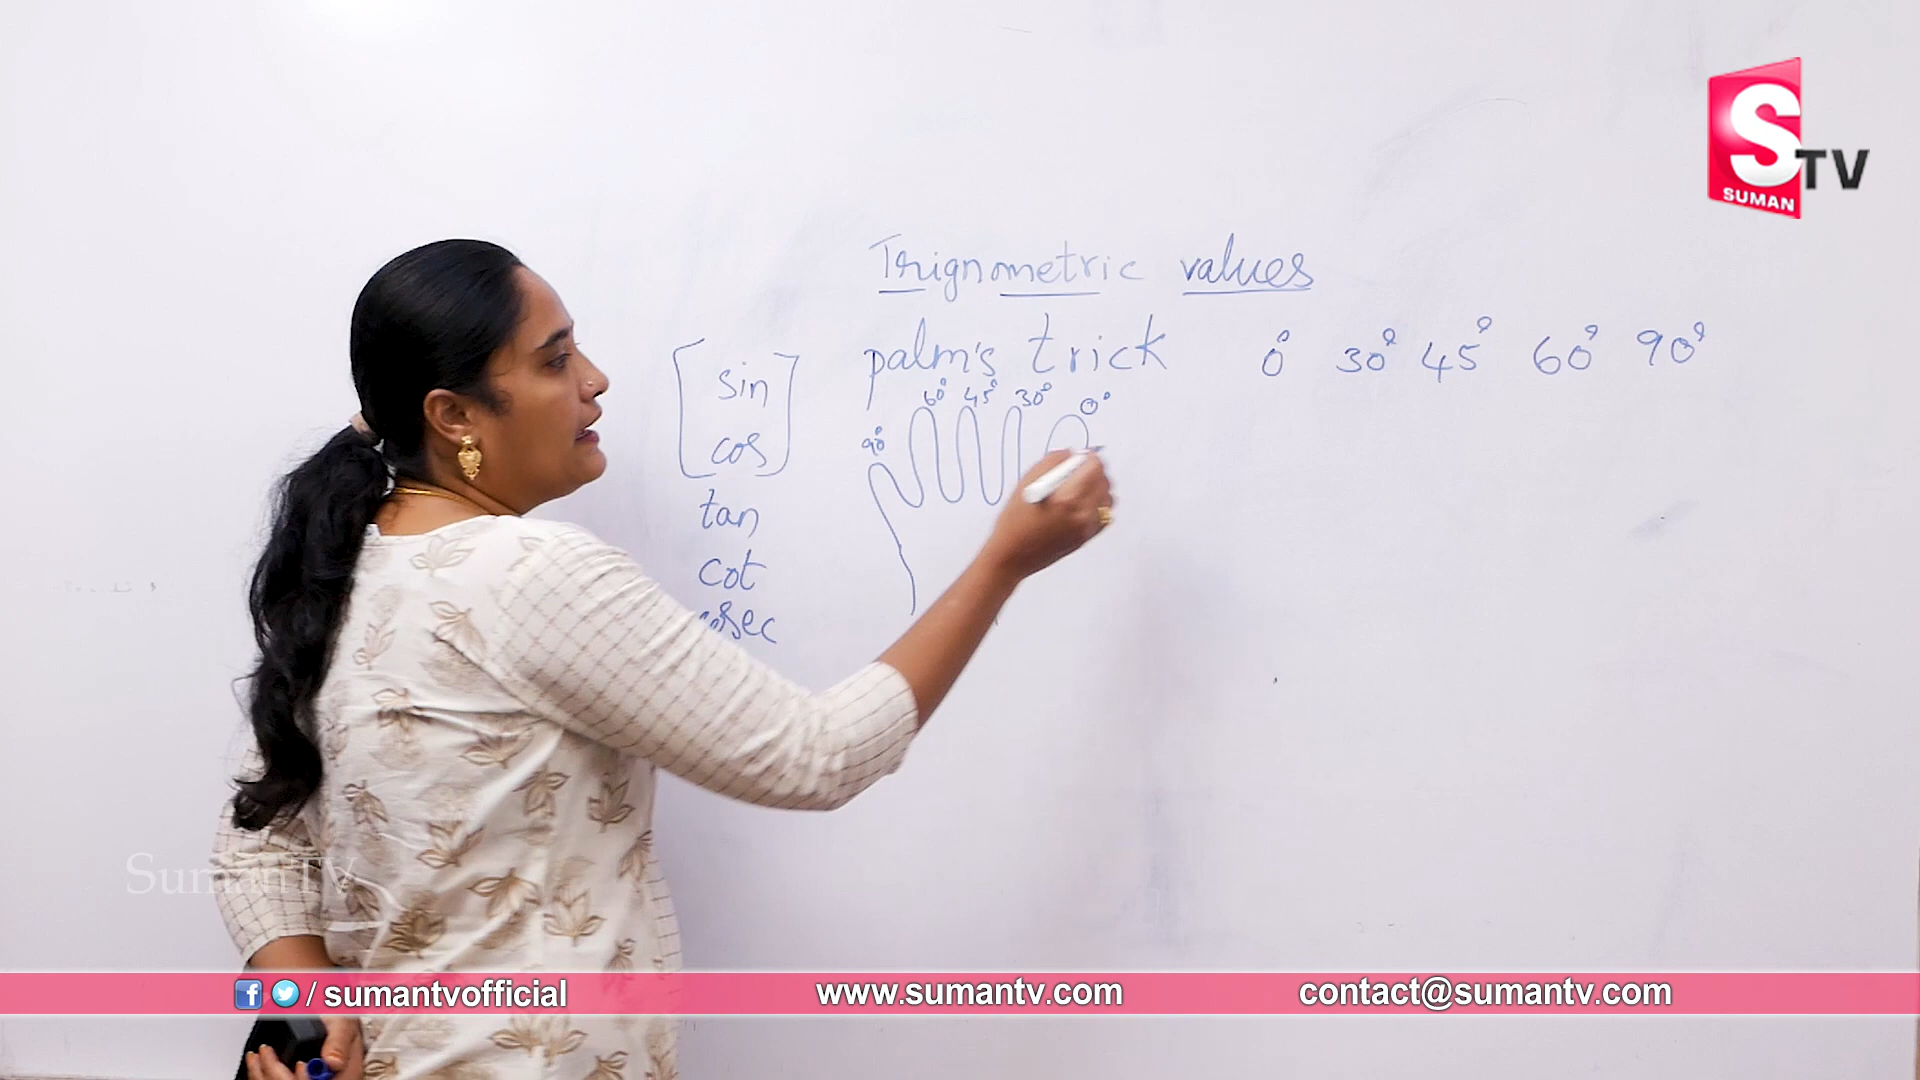 S
TV
SUMAN
Trignometric values
palm's trick 0° 30° 45° 60° 90°
sin
cos
tan
cot
cosec
60° 45° 30° 0°
90°
SumanTV
/ sumantvofficial www.sumantv.com contact@sumantv.com